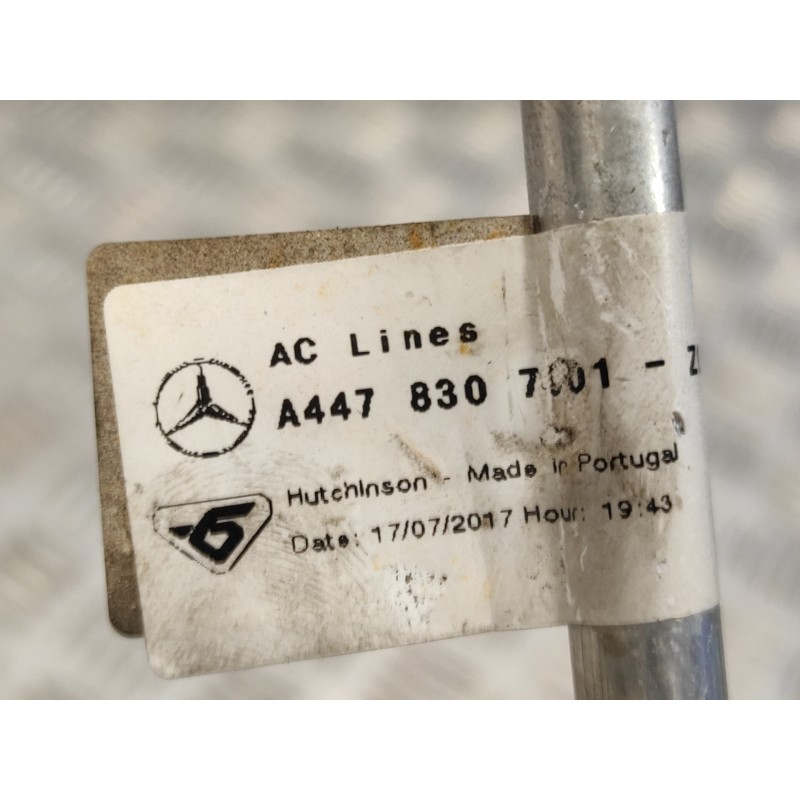 AC Lines
A447 830
Hutchinson - Made in Portugal
Date: 17/07/2017 Hour: 19:43